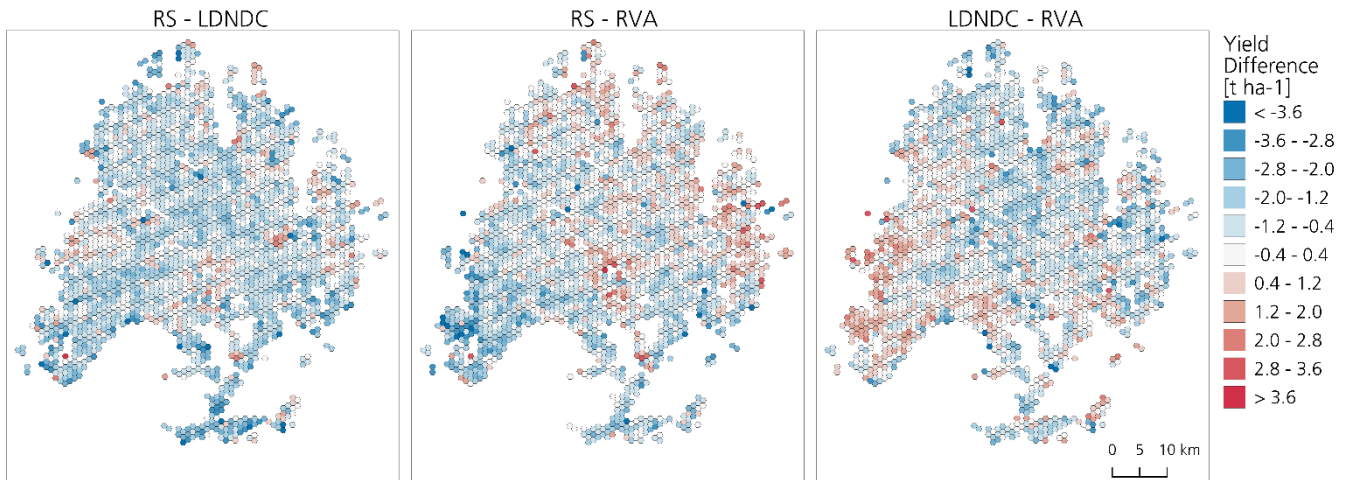 RS - LDNDC
RS - RVA
LDNDC - RVA
Yield
Difference
[t ha-1]
< -3.6
-3.6 - -2.8
-2.8 - -2.0
-2.0- -1.2
-1.2 - -0.4
-0.4 - 0.4
0.4 - 1.2
1.2 - 2.0
2.0 - 2.8
2.8 - 3.6
> 3.6
0 5 10 km